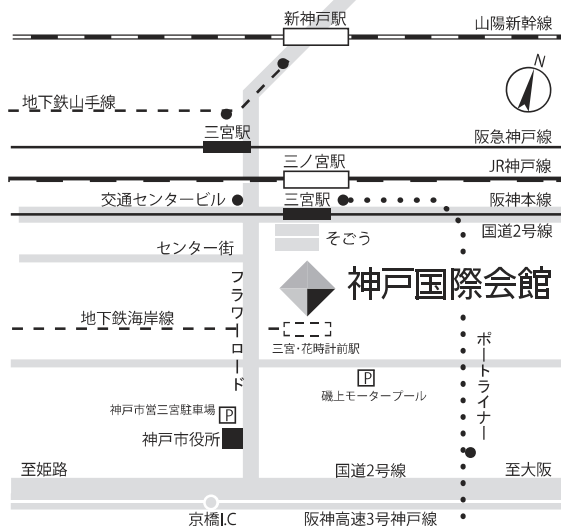 新神戸駅
山陽新幹線
N
地下鉄山手線
三宮駅
阪急神戸線
三ノ宮駅
JR神戸線
交通センタービル
三宮駅
阪神本線
国道2号線
そごう
センター街
神戸国際会館
フラワーロード
地下鉄海岸線
三宮・花時計前駅
ポートライナー
P
磯上モータープール
神戸市営三宮駐車場
P
神戸市役所
至姫路
国道2号線
至大阪
京橋I.C
阪神高速3号神戸線